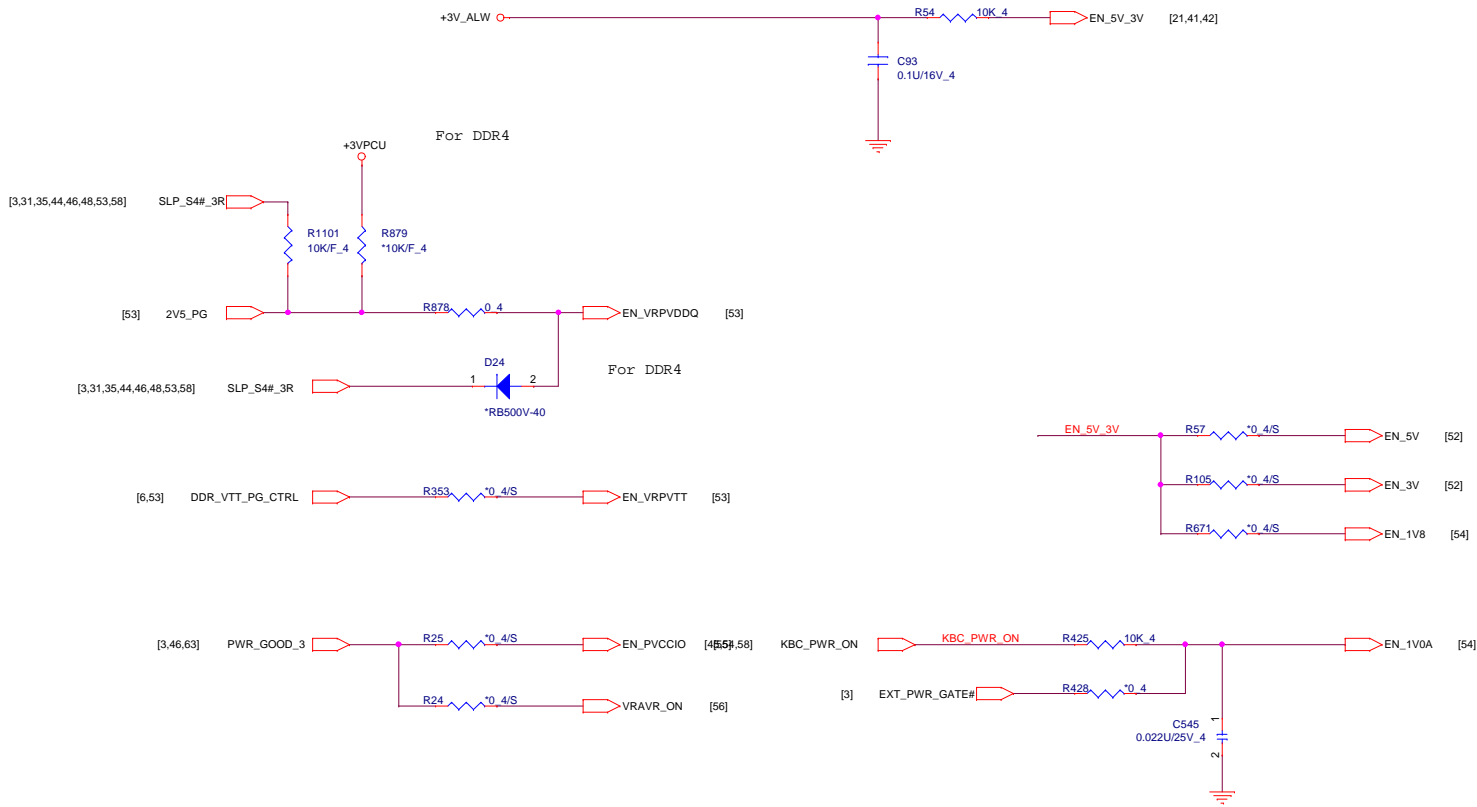 +3V_ALW
R54 10K_4
EN_5V_3V [21,41,42]
C93
0.1U/16V_4
For DDR4
+3VPCU
[3,31,35,44,46,48,53,58] SLP_S4#_3R
R1101
10K/F_4
R879
*10K/F_4
[53] 2V5_PG
R878 0_4
EN_VRPVDDQ [53]
D24
For DDR4
[3,31,35,44,46,48,53,58] SLP_S4#_3R
1 2
*RB500V-40
EN_5V_3V
R57 *0_4/S
EN_5V [52]
R105 *0_4/S
EN_3V [52]
R671 *0_4/S
EN_1V8 [54]
[6,53] DDR_VTT_PG_CTRL
R353 *0_4/S
EN_VRPVTT [53]
[3,46,63] PWR_GOOD_3
R25 *0_4/S
EN_PVCCIO
R24 *0_4/S
VRAVR_ON [56]
KBC_PWR_ON
KBC_PWR_ON
R425 10K_4
EN_1V0A [54]
[3] EXT_PWR_GATE#
R428 *0_4
C545
0.022U/25V_4
1
2